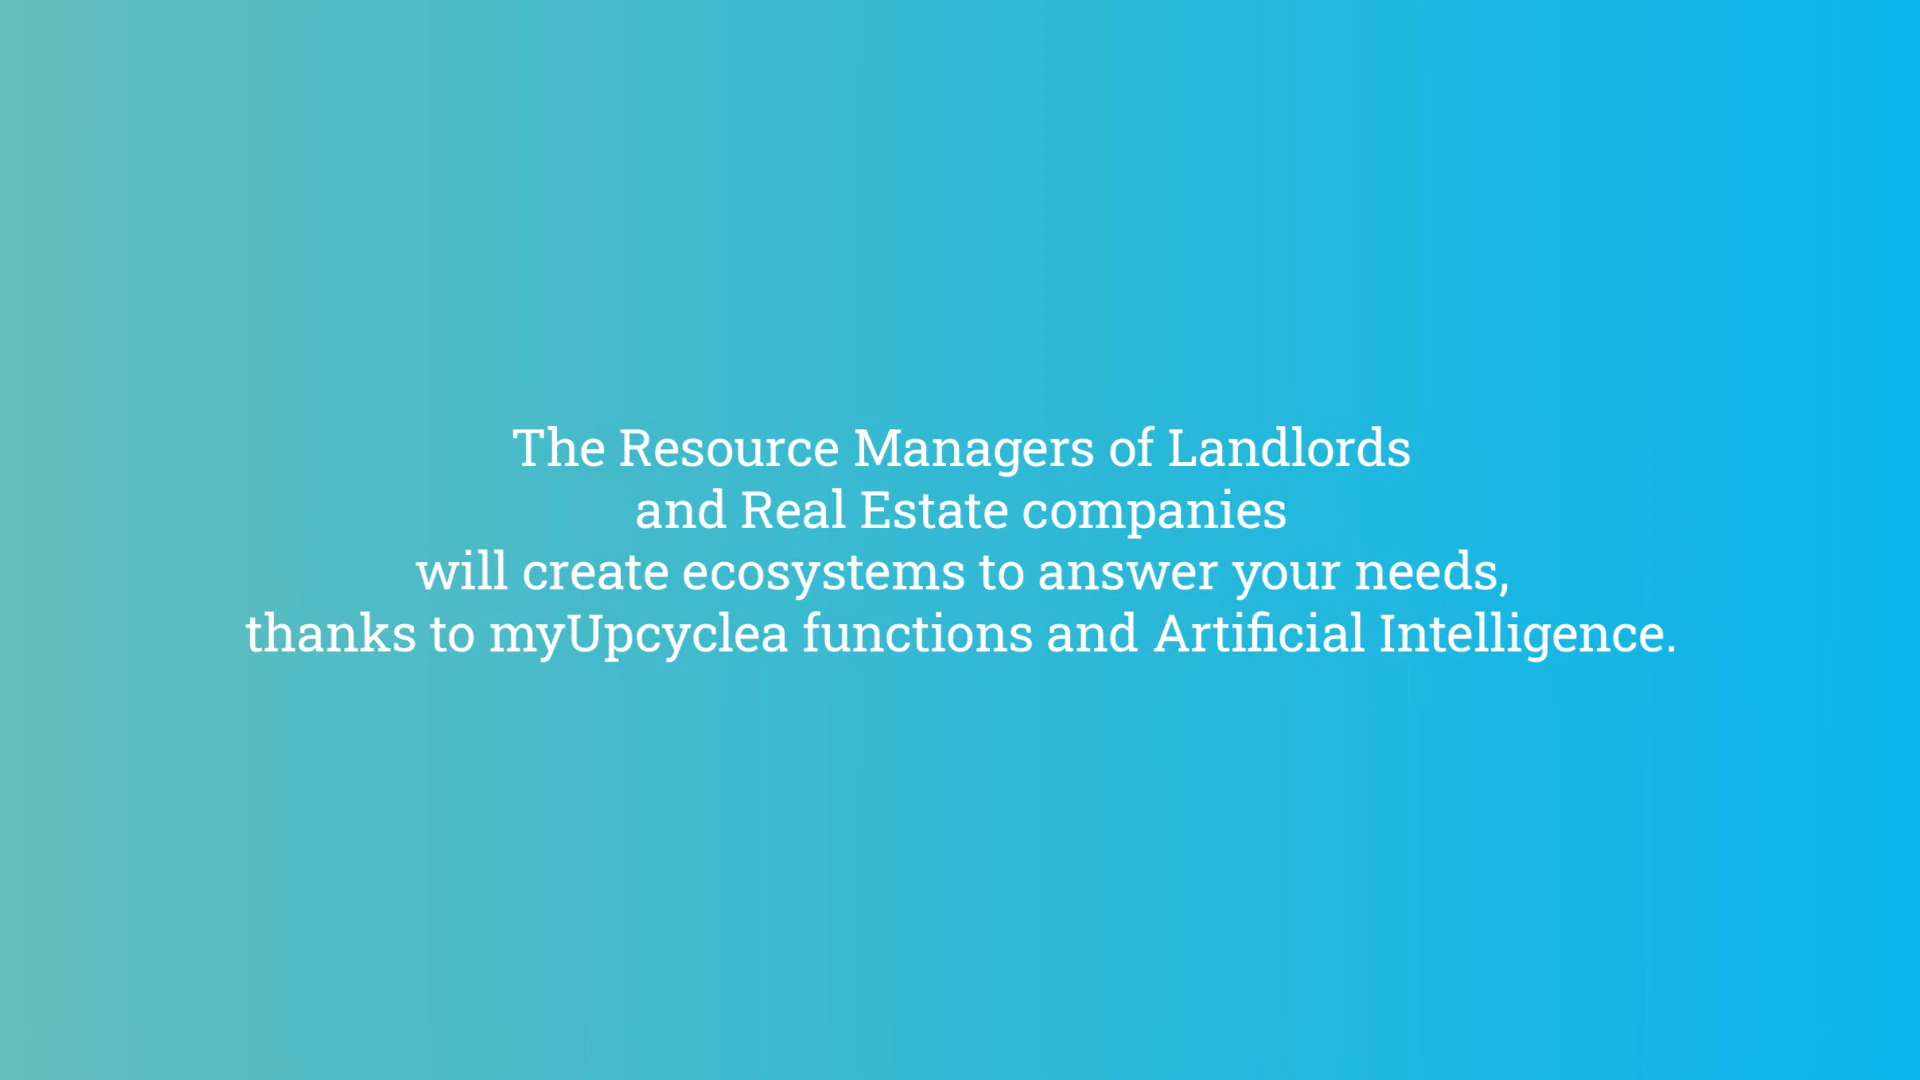 The Resource Managers of Landlords
and Real Estate companies
will create ecosystems to answer your needs,
thanks to myUpcyclea functions and Artificial Intelligence.